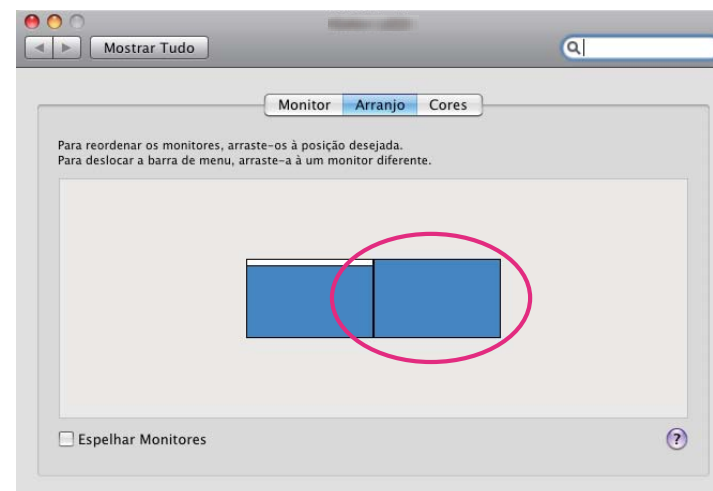 Mostrar Tudo
Monitor Arranjo Cores
Para reordenar os monitores, arraste-os à posição desejada.
Para deslocar a barra de menu, arraste-a à um monitor diferente.
Espelhar Monitores
?